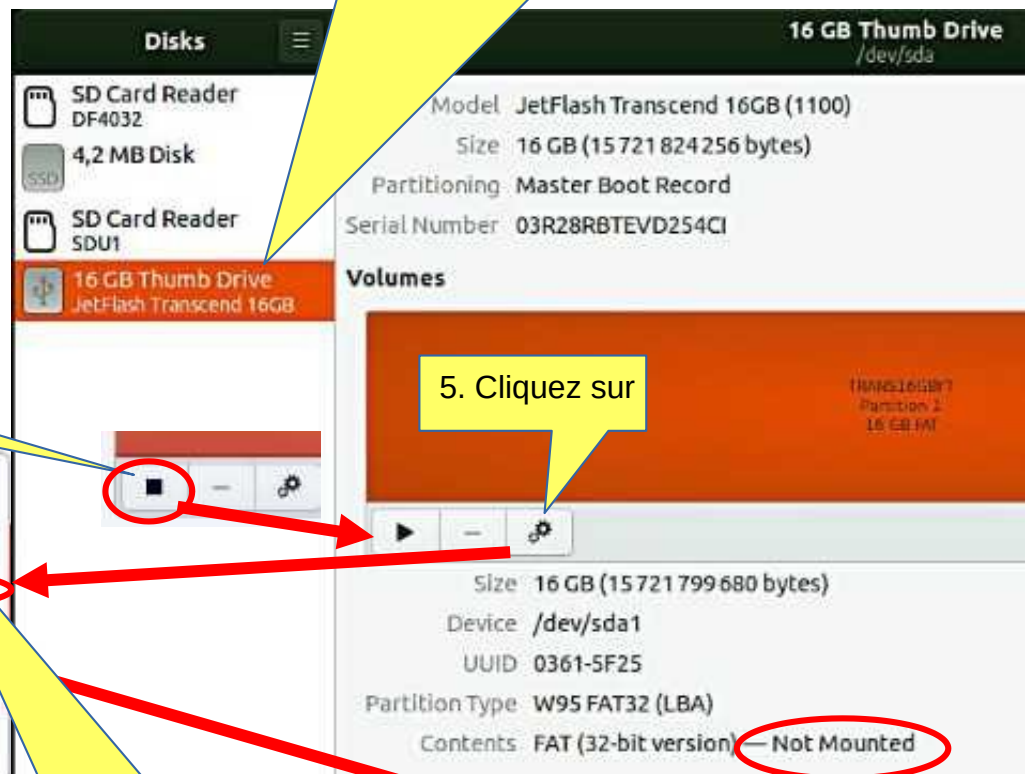 Disks
16 GB Thumb Drive
/dev/sda
SD Card Reader
DF4032
4,2 MB Disk
SSD
SD Card Reader
SDU1
16 GB Thumb Drive
JetFlash Transcend 16GB
Model JetFlash Transcend 16GB (1100)
Size 16 GB (15 721 824 256 bytes)
Partitioning Master Boot Record
Serial Number 03R28RBTEVD254CI
Volumes
5. Cliquez sur
Partition 1
16 GB FAT
Size 16 GB (15 721 799 680 bytes)
Device /dev/sda1
UUID 0361-5F25
Partition Type W95 FAT32 (LBA)
Contents FAT (32-bit version) — Not Mounted